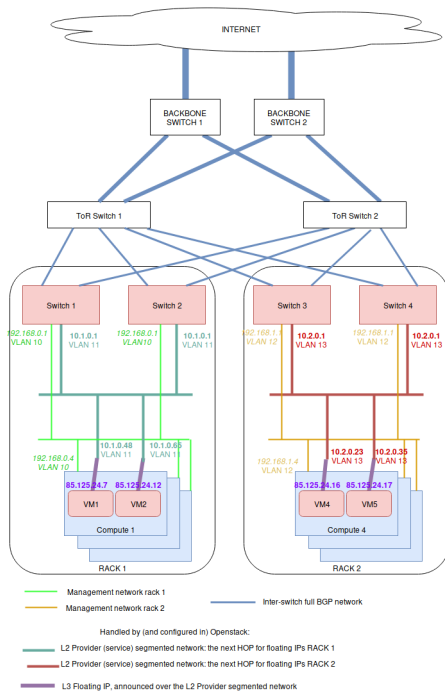 INTERNET
BACKBONE
SWITCH 1
BACKBONE
SWITCH 2
ToR Switch 1
ToR Switch 2
Switch 1
Switch 2
Switch 3
Switch 4
192.168.0.1
VLAN 10
10.1.0.1
VLAN 11
192.168.0.1
VLAN10
10.1.0.1
VLAN 11
192.168.1.1
VLAN 12
10.2.0.1
VLAN 13
192.168.1.1
VLAN 12
10.2.0.1
VLAN 13
192.168.0.4
VLAN 10
10.1.0.48
VLAN 11
10.1.0.65
VLAN 11
192.168.1.4
VLAN 12
10.2.0.23
VLAN 13
10.2.0.35
VLAN 13
85.125.24.7
85.125.24.12
85.125.24.16
85.125.24.17
VM1
VM2
VM4
VM5
Compute 1
Compute 4
RACK 1
RACK 2
Management network rack 1
Management network rack 2
Inter-switch full BGP network
Handled by (and configured in) Openstack:
L2 Provider (service) segmented network: the next HOP for floating IPs RACK 1
L2 Provider (service) segmented network: the next HOP for floating IPs RACK 2
L3 Floating IP, announced over the L2 Provider segmented network